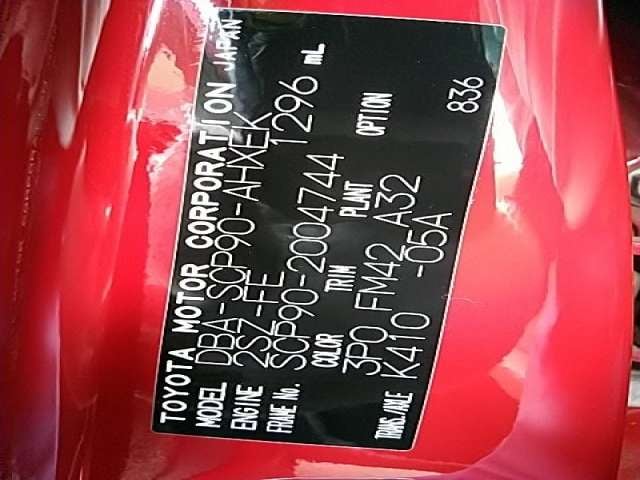 TOYOTA MOTOR CORPORATION JAPAN
MODEL DBA-SCP90-AHXEK
ENGINE 2SZ-FE 1296 mL
FRAME No. SCP90-2004744
COLOR TRIM PLANT OPTION
3P0 FM42 A32
TRANS/AXLE K410 -05A
836